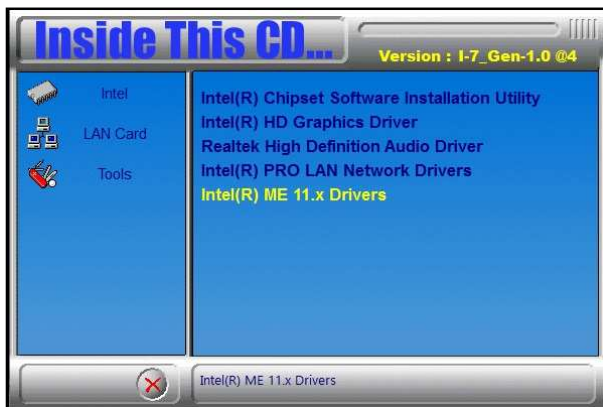 Inside This CD...
Version : I-7_Gen-1.0 @4
Intel
LAN Card
Tools
Intel(R) Chipset Software Installation Utility
Intel(R) HD Graphics Driver
Realtek High Definition Audio Driver
Intel(R) PRO LAN Network Drivers
Intel(R) ME 11.x Drivers
Intel(R) ME 11.x Drivers